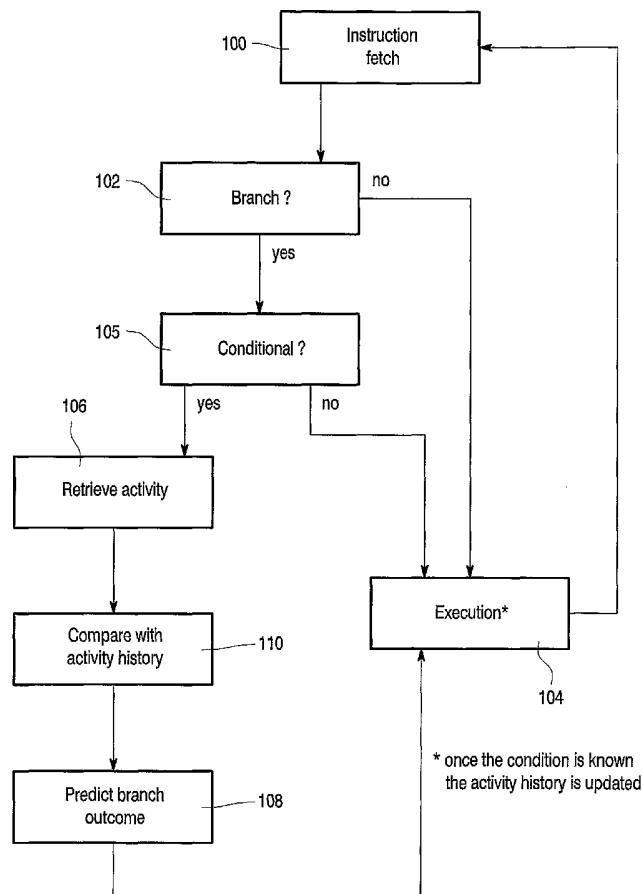 100
Instruction
fetch
102
Branch ?
no
yes
105
Conditional ?
yes
no
106
Retrieve activity
Compare with
activity history
110
Execution*
104
* once the condition is known
the activity history is updated
Predict branch
outcome
108